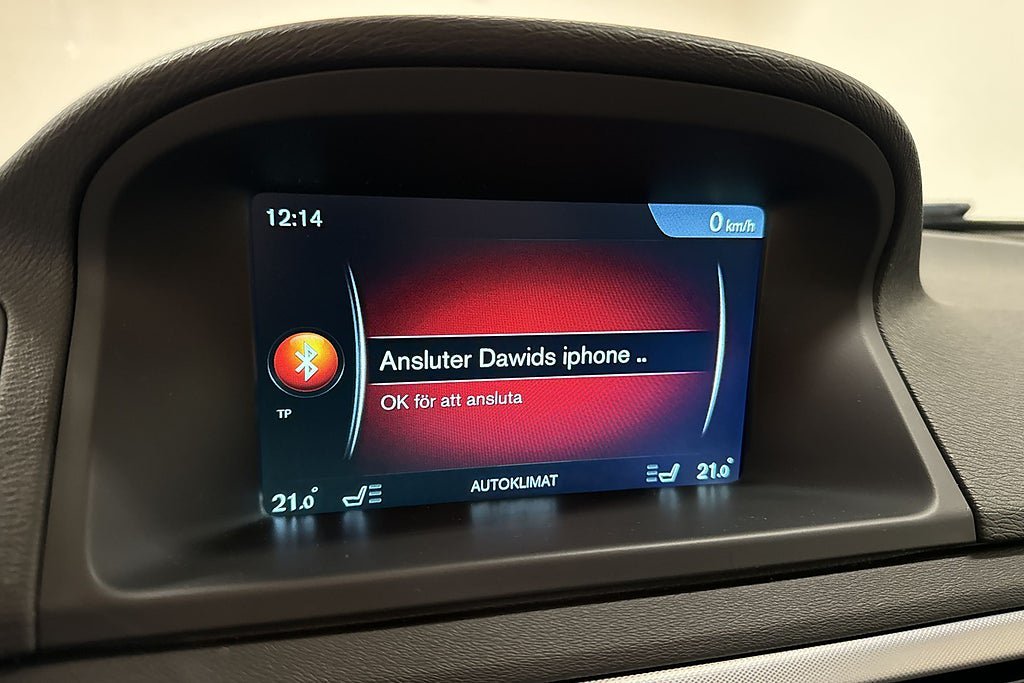 12:14
0 km/h
Ansluter Dawids iphone ..
OK för att ansluta
TP
21.0°
AUTOKLIMAT
21.0°